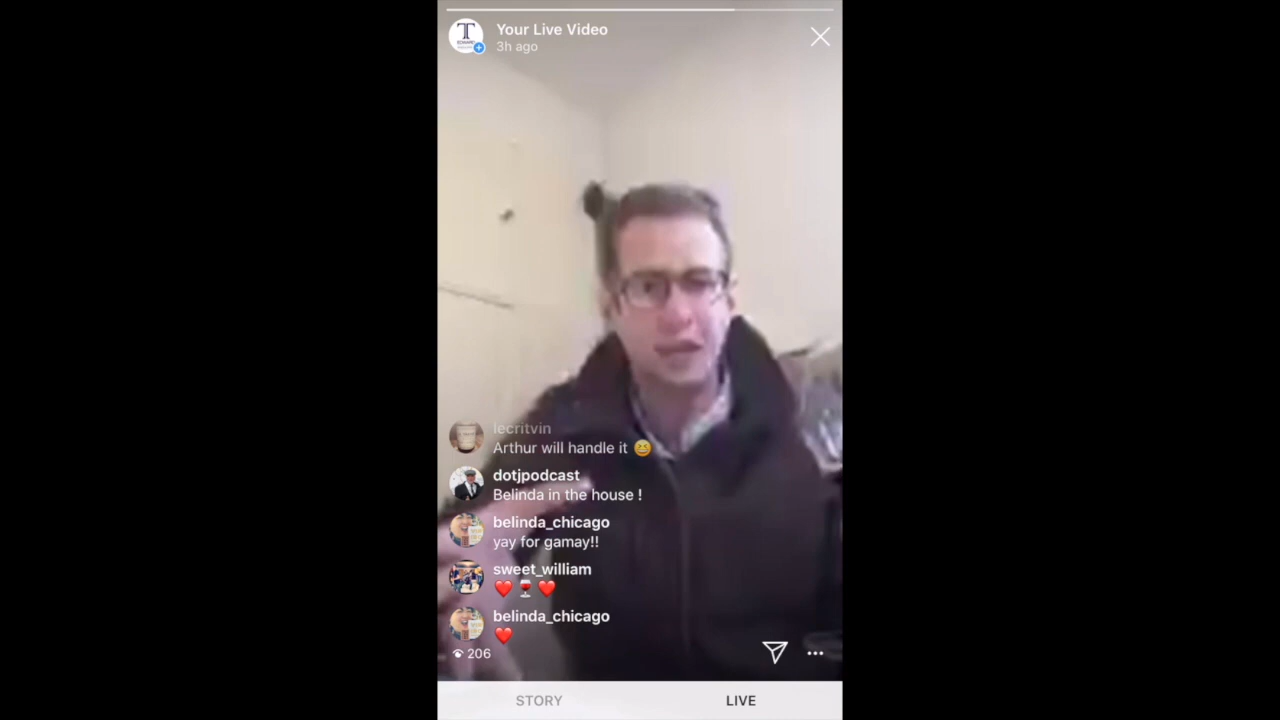 T
Your Live Video
3h ago
lecritvin
Arthur will handle it 😆
dotjpodcast
Belinda in the house !
belinda_chicago
yay for gamay!!
sweet_william
❤️🍷❤️
belinda_chicago
❤️
206
STORY
LIVE